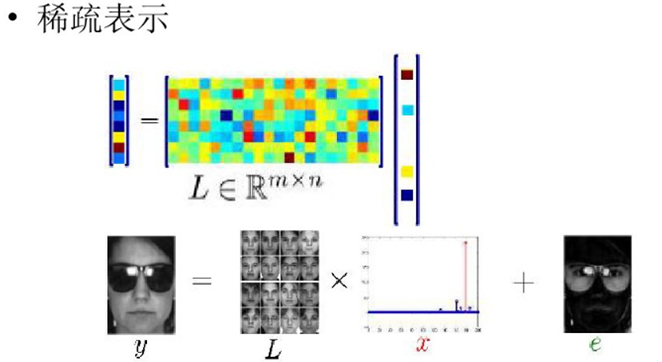 • 稀疏表示
=
L ∈ ℝ^{m×n}
= × +
y L x e